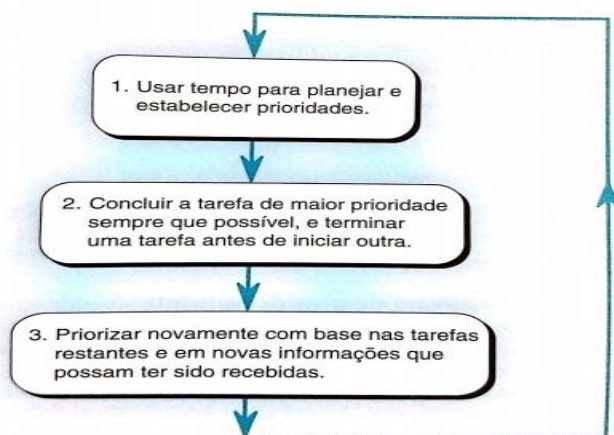 1. Usar tempo para planejar e
estabelecer prioridades.
2. Concluir a tarefa de maior prioridade
sempre que possível, e terminar
uma tarefa antes de iniciar outra.
3. Priorizar novamente com base nas tarefas
restantes e em novas informações que
possam ter sido recebidas.